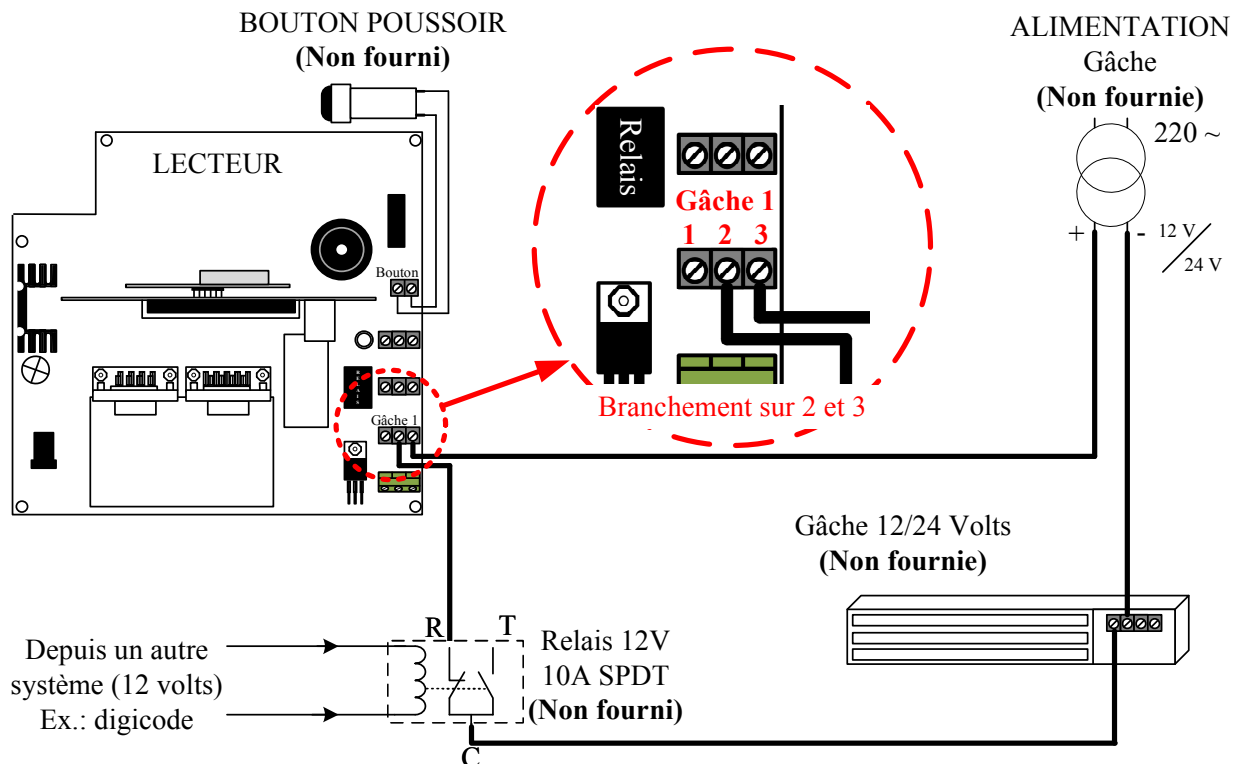 BOUTON POUSSOIR
(Non fourni)
ALIMENTATION
Gâche
(Non fournie)
220 ~
+
-
12 V
24 V
LECTEUR
Bouton
RELAIS
Gâche 1
Relais
Gâche 1
1 2 3
Branchement sur 2 et 3
Gâche 12/24 Volts
(Non fournie)
R T
Relais 12V
10A SPDT
(Non fourni)
C
Depuis un autre
système (12 volts)
Ex.: digicode